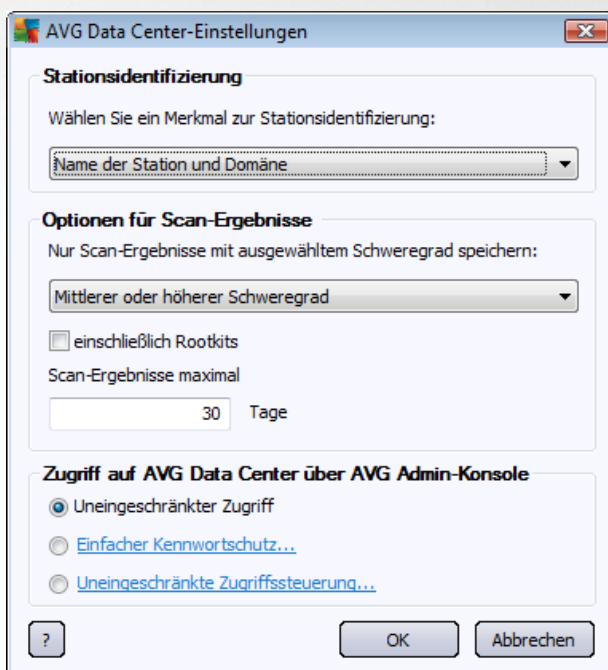 AVG Data Center-Einstellungen
Stationsidentifizierung
Wählen Sie ein Merkmal zur Stationsidentifizierung:
Name der Station und Domäne
Optionen für Scan-Ergebnisse
Nur Scan-Ergebnisse mit ausgewähltem Schweregrad speichern:
Mittlerer oder höherer Schweregrad
einschließlich Rootkits
Scan-Ergebnisse maximal
30 Tage
Zugriff auf AVG Data Center über AVG Admin-Konsole
Uneingeschränkter Zugriff
Einfacher Kennwortschutz...
Uneingeschränkte Zugriffssteuerung...
? OK Abbrechen